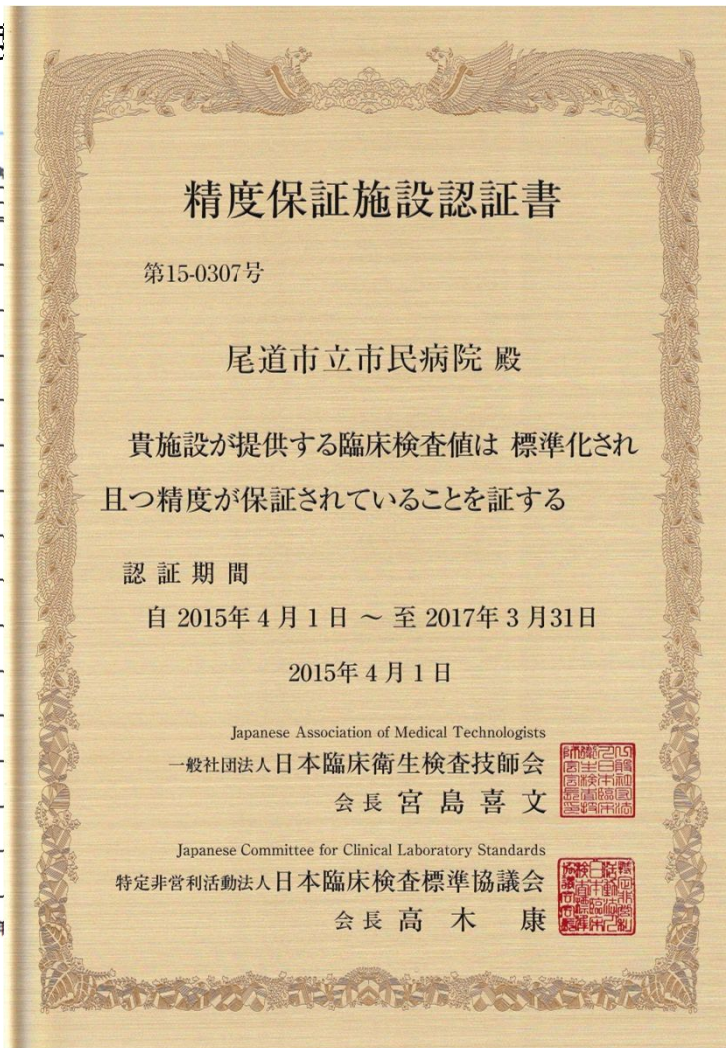 精度保証施設認証書
第15-0307号
尾道市立市民病院 殿
貴施設が提供する臨床検査値は 標準化され
且つ精度が保証されていることを証する
認証期間
自 2015年4月1日 ～ 至 2017年3月31日
2015年4月1日
Japanese Association of Medical Technologists
一般社団法人日本臨床衛生検査技師会
会長 宮島喜文
Japanese Committee for Clinical Laboratory Standards
特定非営利活動法人日本臨床検査標準協議会
会長 高木 康